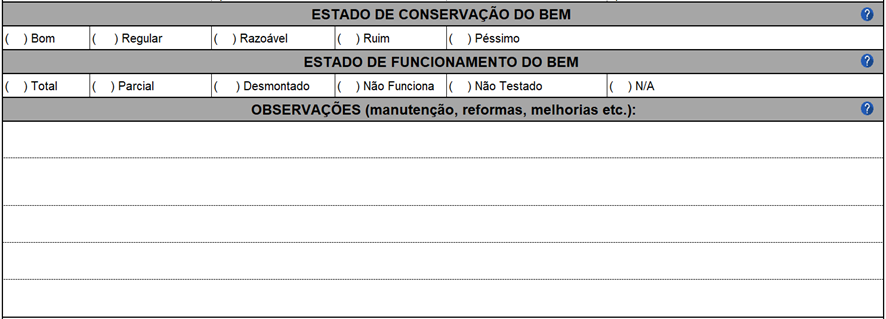 ESTADO DE CONSERVAÇÃO DO BEM ?
( ) Bom ( ) Regular ( ) Razoável ( ) Ruim ( ) Péssimo
ESTADO DE FUNCIONAMENTO DO BEM ?
( ) Total ( ) Parcial ( ) Desmontado ( ) Não Funciona ( ) Não Testado ( ) N/A
OBSERVAÇÕES (manutenção, reformas, melhorias etc.): ?